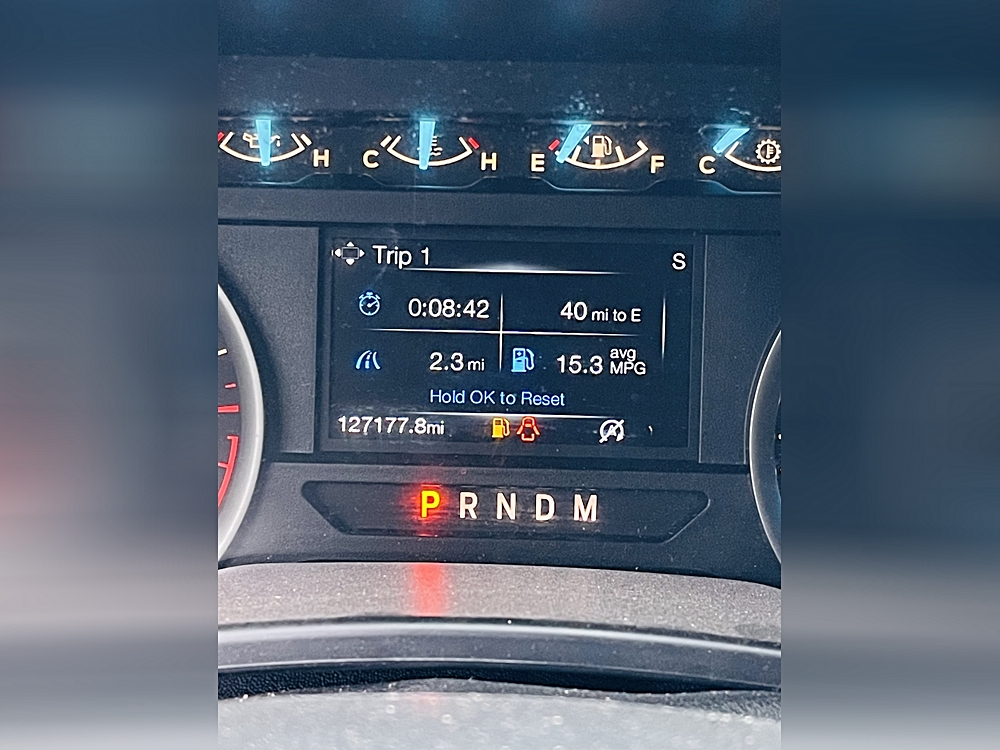 H C H E F C
Trip 1 S
0:08:42 40 mi to E
2.3 mi 15.3 avg MPG
Hold OK to Reset
127177.8mi
P R N D M